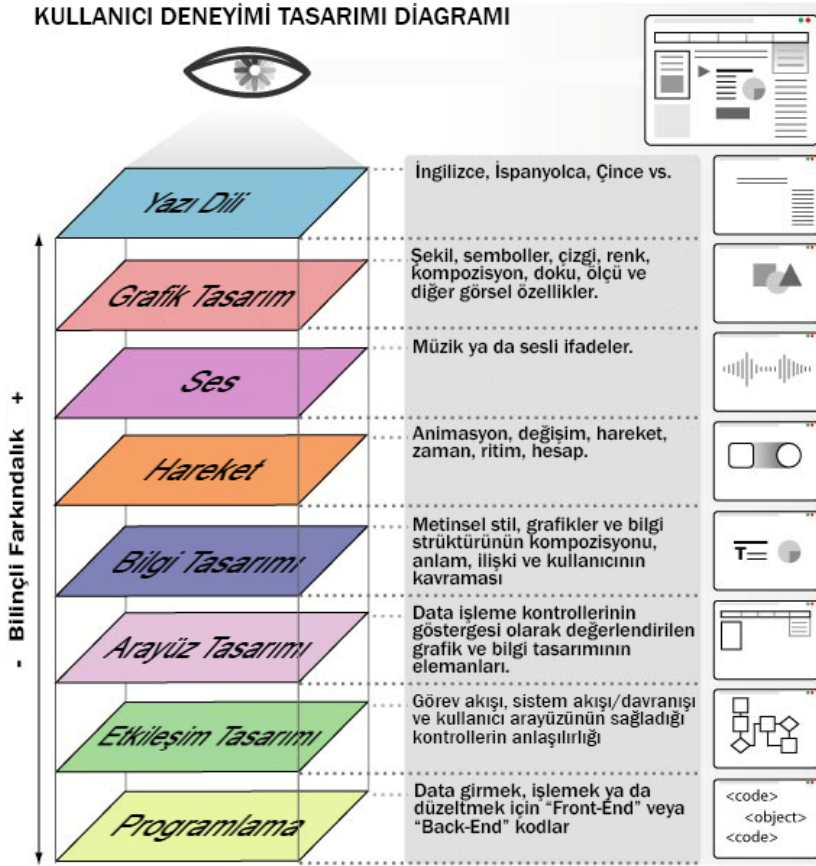 KULLANICI DENEYİMİ TASARIMI DİAGRAMI
Yazı Dili
İngilizce, İspanyolca, Çince vs.
Grafik Tasarım
Şekil, semboller, çizgi, renk,
kompozisyon, doku, ölçü ve
diğer görsel özellikler.
Ses
Müzik ya da sesli ifadeler.
Hareket
Animasyon, değişim, hareket,
zaman, ritim, hesap.
Bilgi Tasarımı
Metinsel stil, grafikler ve bilgi
strüktürünün kompozisyonu,
anlam, ilişki ve kullanıcının
kavraması
T
Arayüz Tasarımı
Data işleme kontrollerinin
göstergesi olarak değerlendirilen
grafik ve bilgi tasarımının
elemanları.
Etkileşim Tasarımı
Görev akışı, sistem akışı/davranışı
ve kullanıcı arayüzünün sağladığı
kontrollerin anlaşılırlığı
Programlama
Data girmek, işlemek ya da
düzeltmek için “Front-End” veya
“Back-End” kodlar
<code>
<object>
<code>
- Bilinçli Farkındalık +